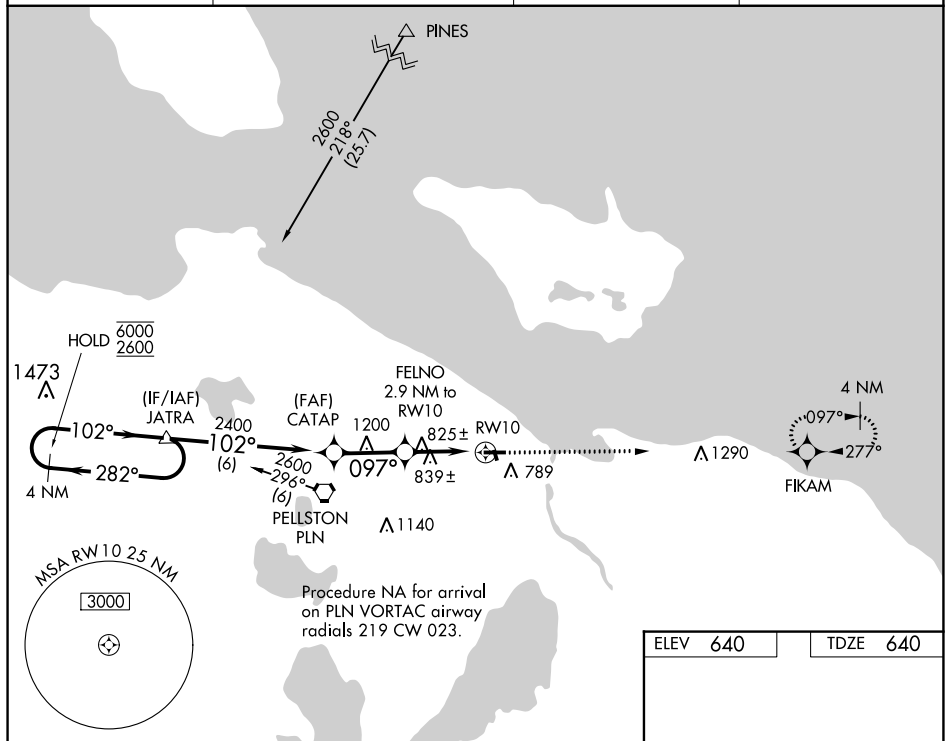 PINES
2600
218°
(25.7)
HOLD
6000
2600
1473
(IF/IAF)
JATRA
102°
282°
4 NM
2400
102°
(6)
2600
296°
(6)
PELLSTON
PLN
(FAF)
CATAP
1200
097°
FELNO
2.9 NM to
RW10
825±
839±
RW10
789
1140
1290
4 NM
097°
277°
FIKAM
MSA RW10 25 NM
3000
Procedure NA for arrival
on PLN VORTAC airway
radials 219 CW 023.
ELEV 640
TDZE 640